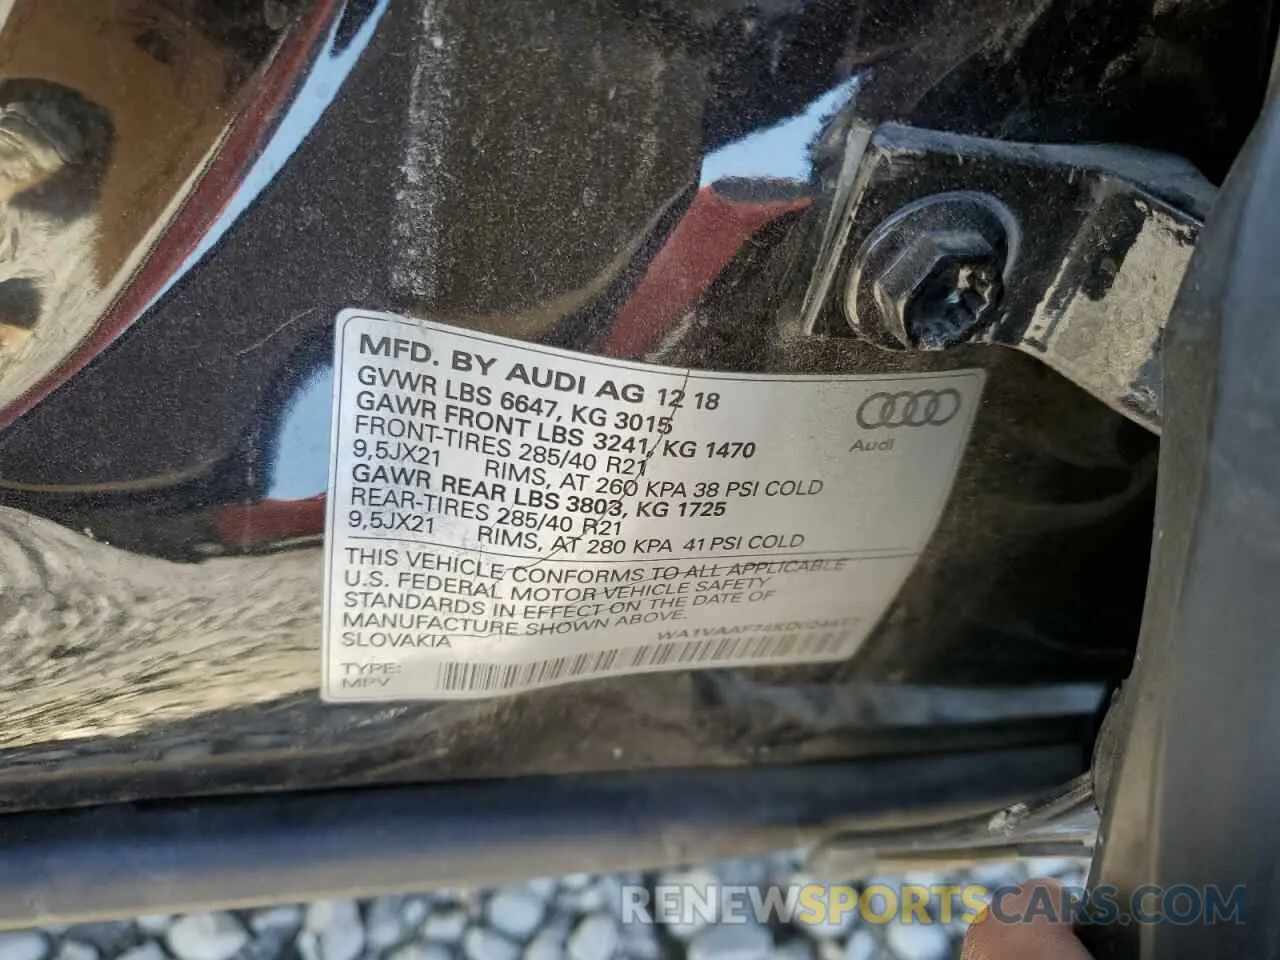 MFD. BY AUDI AG 12 18
GVWR LBS 6647, KG 3015
GAWR FRONT LBS 3241, KG 1470
FRONT-TIRES 285/40 R21
9,5JX21 RIMS, AT 260 KPA 38 PSI COLD
GAWR REAR LBS 3803, KG 1725
REAR-TIRES 285/40 R21
9,5JX21 RIMS, AT 280 KPA 41 PSI COLD
Audi
THIS VEHICLE CONFORMS TO ALL APPLICABLE
U.S. FEDERAL MOTOR VEHICLE SAFETY
STANDARDS IN EFFECT ON THE DATE OF
MANUFACTURE SHOWN ABOVE.
SLOVAKIA
TYPE:
MPV
RENEWSPORTSCARS.COM